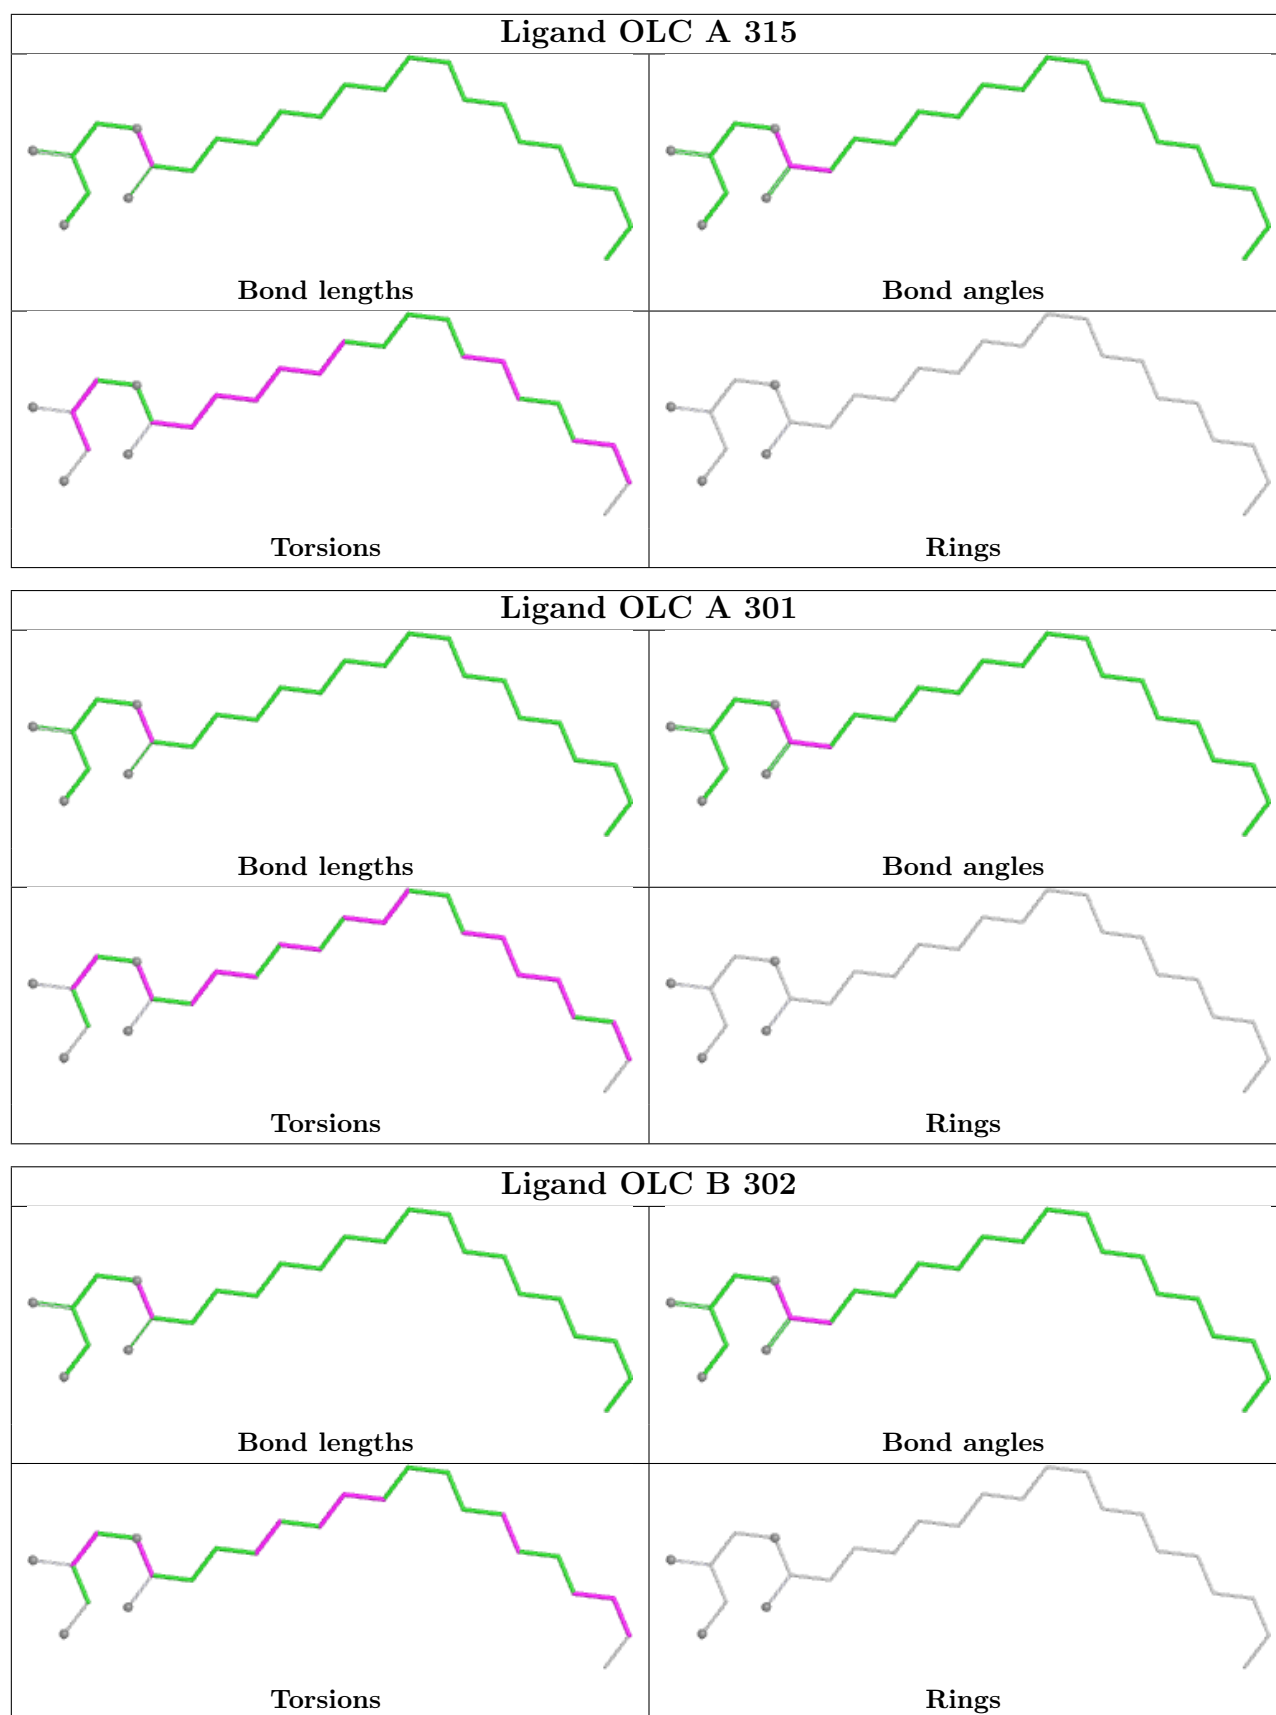 Ligand OLC A 315
Bond lengths
Bond angles
Torsions
Rings
Ligand OLC A 301
Bond lengths
Bond angles
Torsions
Rings
Ligand OLC B 302
Bond lengths
Bond angles
Torsions
Rings